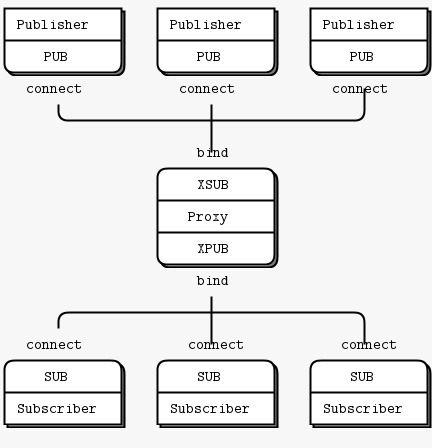 Publisher Publisher Publisher
PUB PUB PUB
connect connect connect
bind
XSUB
Proxy
XPUB
bind
connect connect connect
SUB SUB SUB
Subscriber Subscriber Subscriber